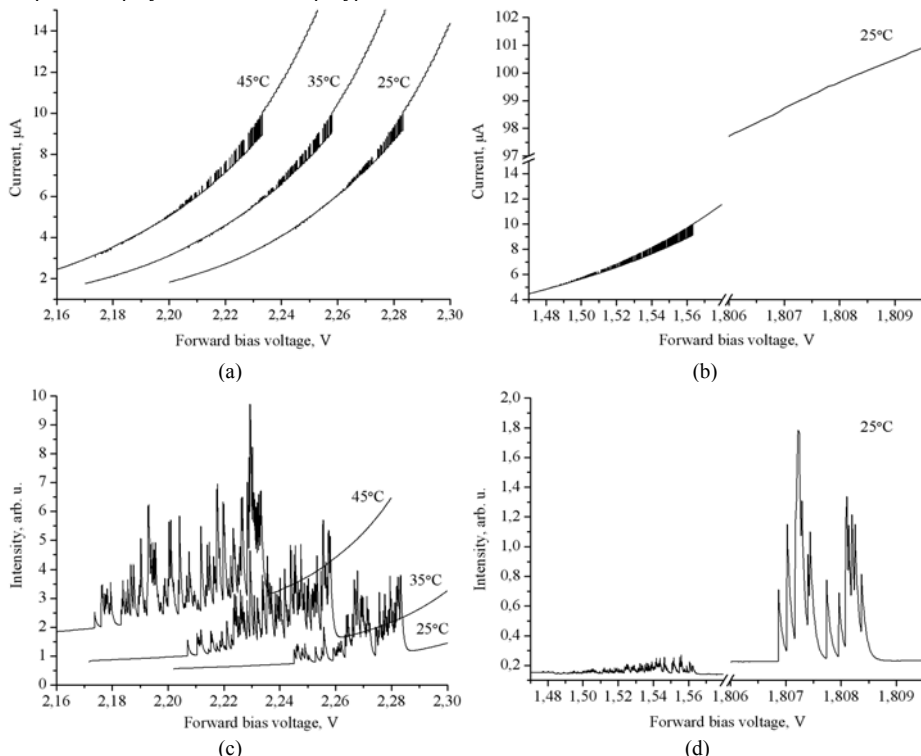 14
12
10
8
6
4
2
Current, μA
45°C
35°C
25°C
2,16 2,18 2,20 2,22 2,24 2,26 2,28 2,30
Forward bias voltage, V
(a)
102
101
100
99
98
97
14
12
10
8
6
4
Current, μA
25°C
1,48 1,50 1,52 1,54 1,56 1,806 1,807 1,808 1,809
Forward bias voltage, V
(b)
10
9
8
7
6
5
4
3
2
1
0
Intensity, arb. u.
45°C
35°C
25°C
2,16 2,18 2,20 2,22 2,24 2,26 2,28 2,30
Forward bias voltage, V
(c)
2,0
1,8
1,6
1,4
1,2
1,0
0,8
0,6
0,4
0,2
Intensity, arb. u.
25°C
1,48 1,50 1,52 1,54 1,56 1,806 1,807 1,808 1,809
Forward bias voltage, V
(d)